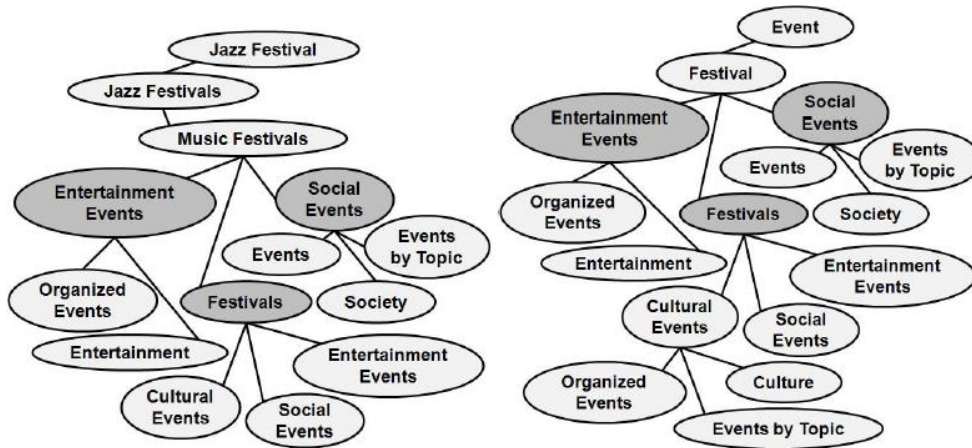 Jazz Festival
Jazz Festivals
Music Festivals
Entertainment
Events
Social
Events
Events
Events
by Topic
Organized
Events
Festivals
Society
Entertainment
Entertainment
Events
Cultural
Events
Social
Events
Event
Festival
Entertainment
Events
Social
Events
Events
Events
by Topic
Organized
Events
Festivals
Society
Entertainment
Entertainment
Events
Cultural
Events
Social
Events
Organized
Events
Culture
Events by Topic